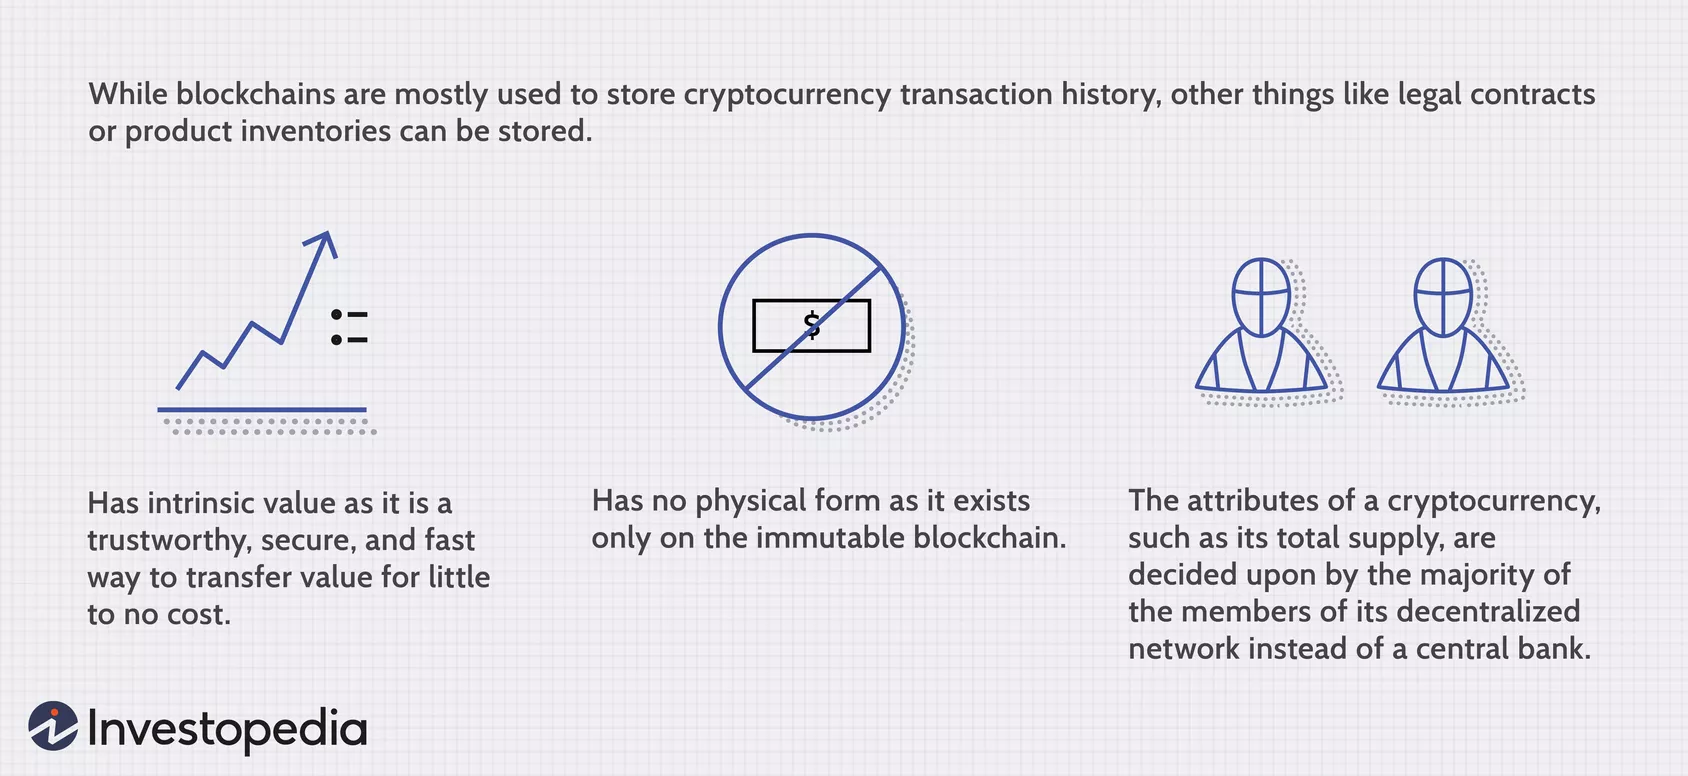 While blockchains are mostly used to store cryptocurrency transaction history, other things like legal contracts
or product inventories can be stored.
$
Has intrinsic value as it is a
trustworthy, secure, and fast
way to transfer value for little
to no cost.
Has no physical form as it exists
only on the immutable blockchain.
The attributes of a cryptocurrency,
such as its total supply, are
decided upon by the majority of
the members of its decentralized
network instead of a central bank.
Investopedia